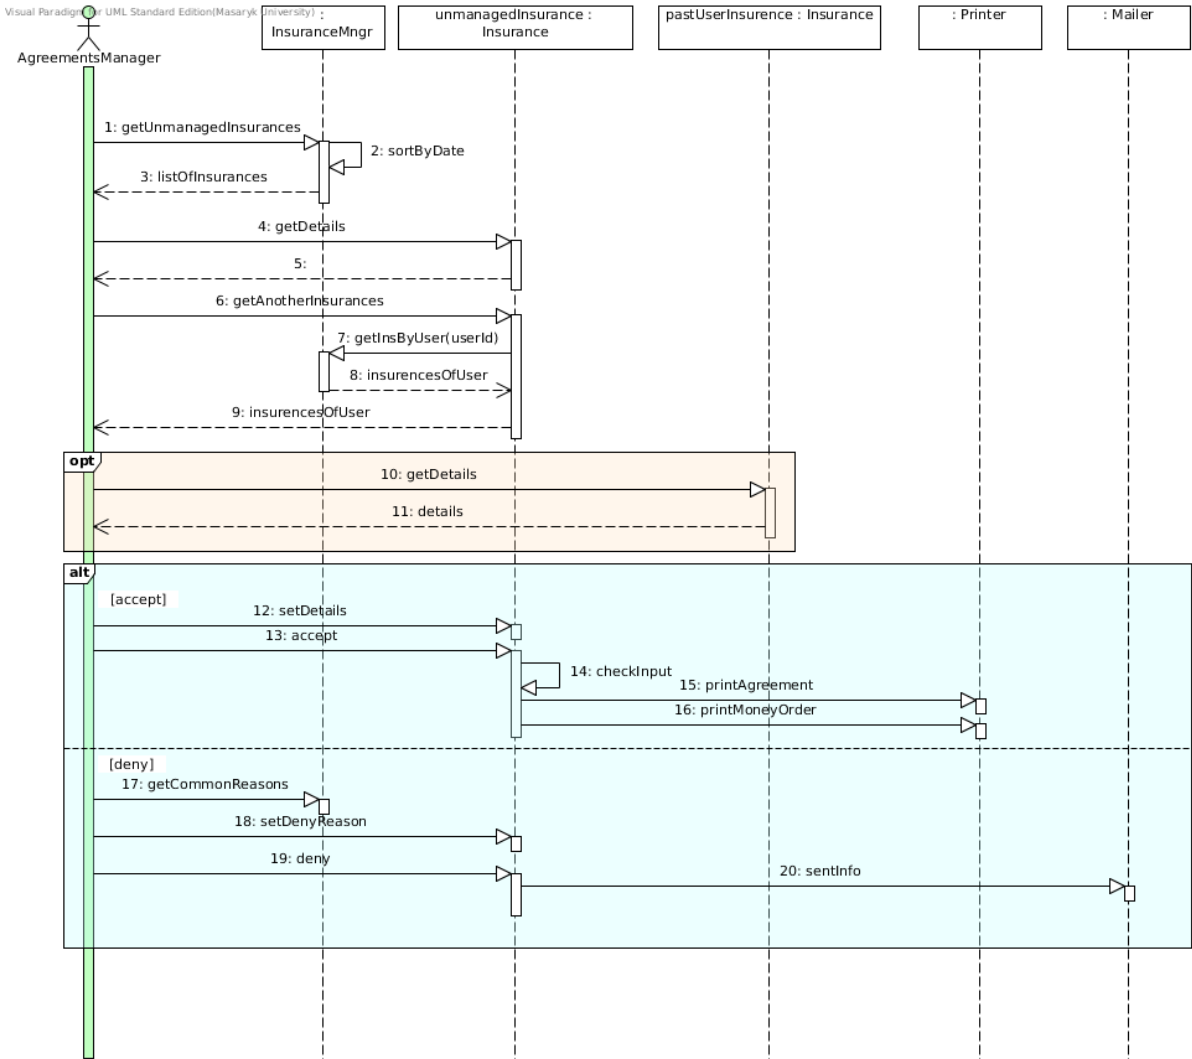 Visual Paradigm for UML Standard Edition(Masaryk University)
:
InsuranceMngr
unmanagedInsurance :
Insurance
pastUserInsurence : Insurance
: Printer
: Mailer
AgreementsManager
1: getUnmanagedInsurances
2: sortByDate
3: listOfInsurances
4: getDetails
5:
6: getAnotherInsurances
7: getInsByUser(userId)
8: insurencesOfUser
9: insurencesOfUser
opt
10: getDetails
11: details
alt
[accept]
12: setDetails
13: accept
14: checkInput
15: printAgreement
16: printMoneyOrder
[deny]
17: getCommonReasons
18: setDenyReason
19: deny
20: sentInfo